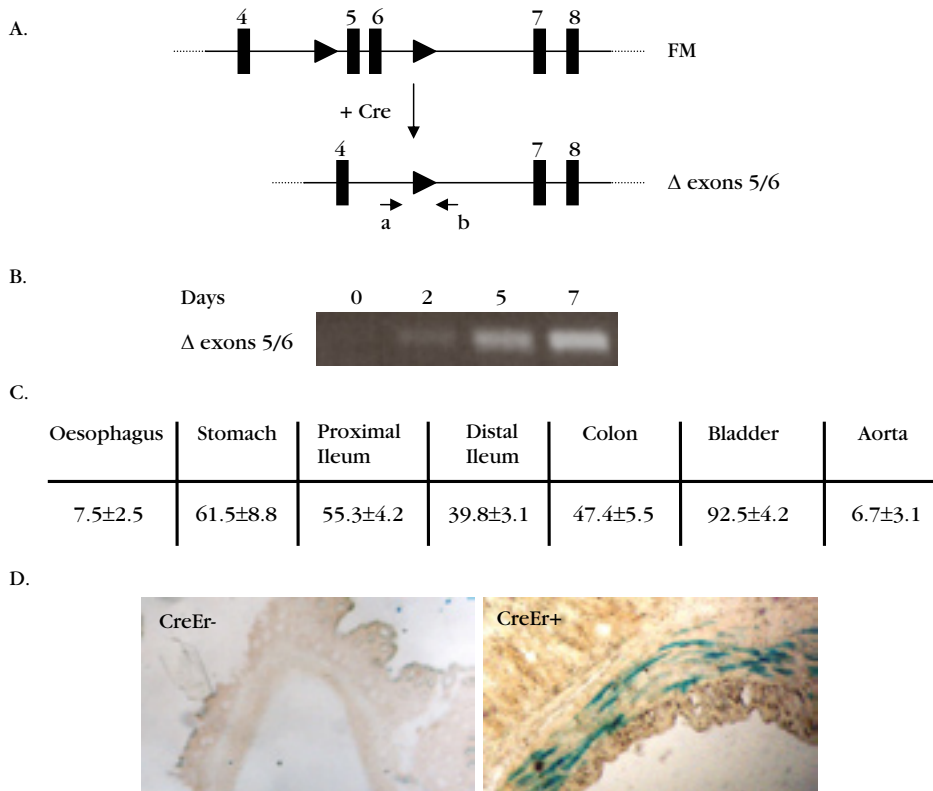 A.
4 5 6 7 8
FM
+ Cre
4 7 8
Δ exons 5/6
a b
B.
Days 0 2 5 7
Δ exons 5/6
C.
Oesophagus Stomach Proximal Ileum Distal Ileum Colon Bladder Aorta
7.5±2.5 61.5±8.8 55.3±4.2 39.8±3.1 47.4±5.5 92.5±4.2 6.7±3.1
D.
CreEr- CreEr+